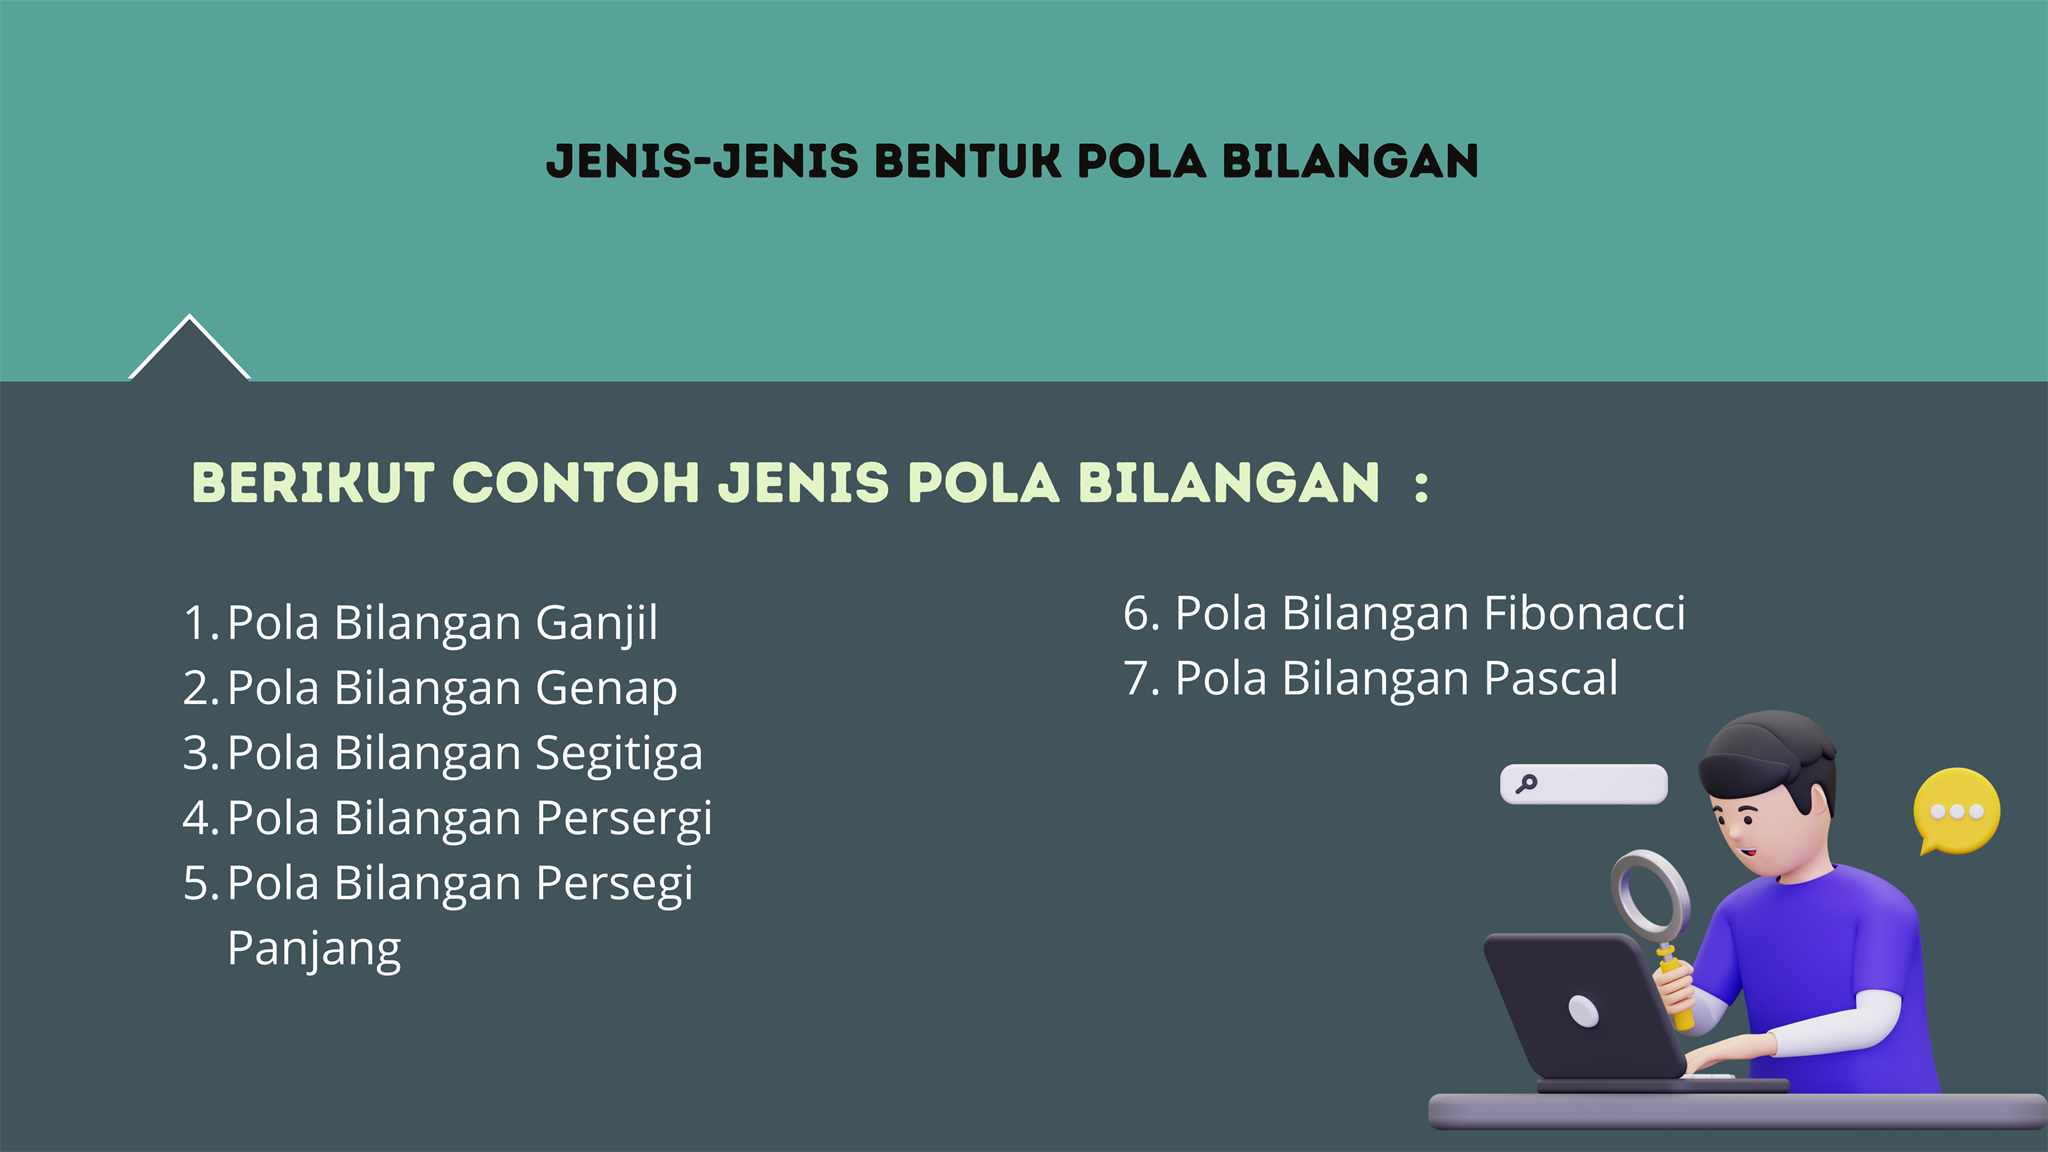 JENIS-JENIS BENTUK POLA BILANGAN
BERIKUT CONTOH JENIS POLA BILANGAN :
1. Pola Bilangan Ganjil
2. Pola Bilangan Genap
3. Pola Bilangan Segitiga
4. Pola Bilangan Persergi
5. Pola Bilangan Persegi
Panjang
6. Pola Bilangan Fibonacci
7. Pola Bilangan Pascal